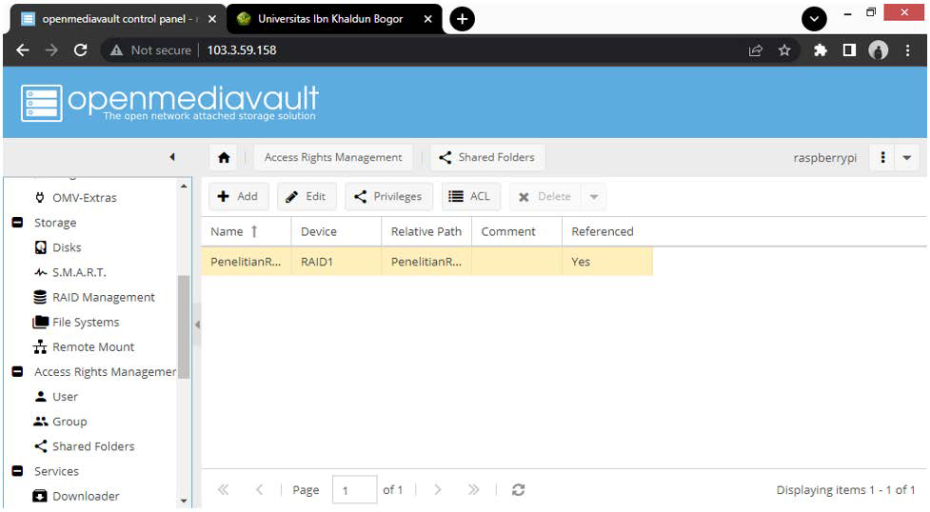 openmediavault control panel - r
Universitas Ibn Khaldun Bogor
Not secure
103.3.59.158
openmediavault
The open network attached storage solution
Access Rights Management
Shared Folders
raspberrypi
OMV-Extras
Storage
Disks
S.M.A.R.T.
RAID Management
File Systems
Remote Mount
Access Rights Managemer
User
Group
Shared Folders
Services
Downloader
Add
Edit
Privileges
ACL
Delete
Name Device Relative Path Comment Referenced
PenelitianR... RAID1 PenelitianR... Yes
Page 1 of 1
Displaying items 1 - 1 of 1